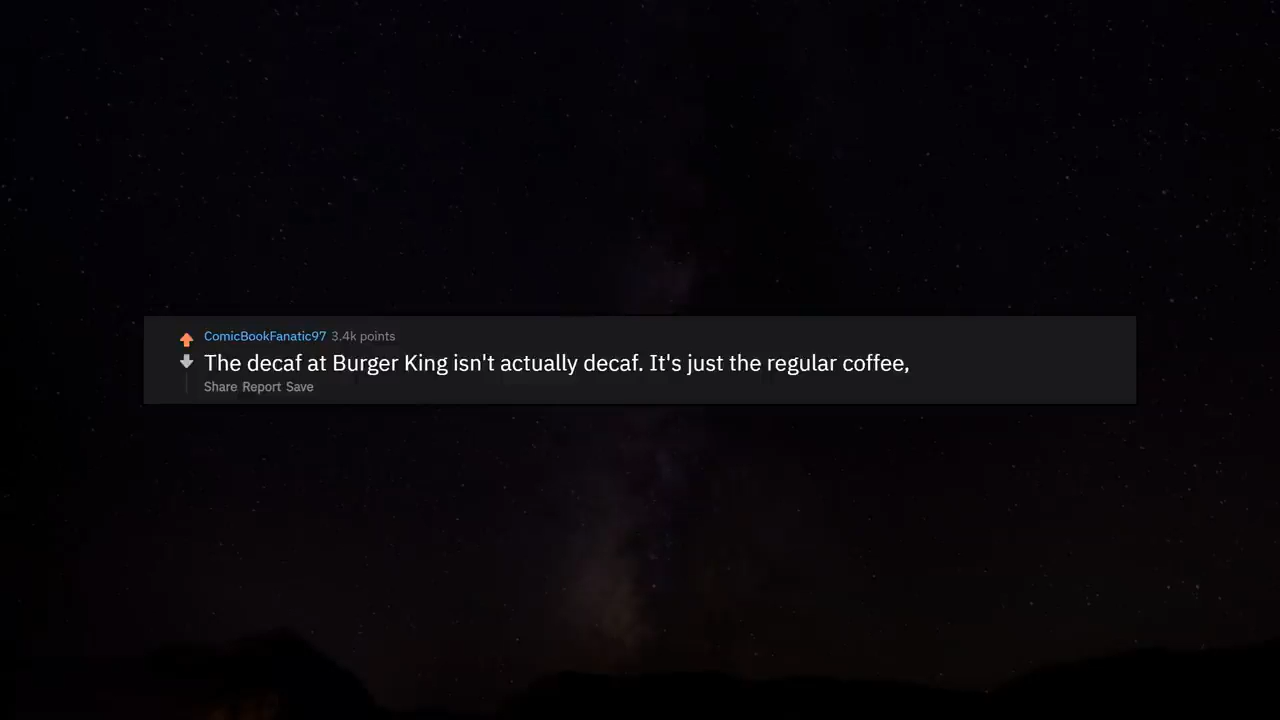 ComicBookFanatic97 3.4k points
The decaf at Burger King isn't actually decaf. It's just the regular coffee,
Share Report Save